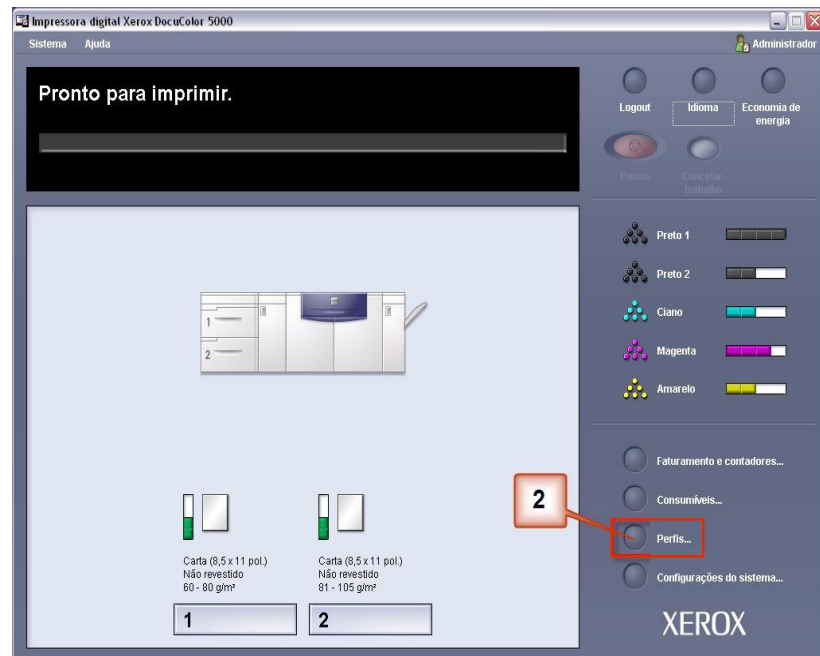 Impressora digital Xerox DocuColor 5000
Sistema Ajuda
Administrador
Pronto para imprimir.
Logout
Idioma
Economia de
energia
Pausa
Cancelar
trabalho
Preto 1
Preto 2
Ciano
Magenta
Amarelo
1
2
Carta (8,5 x 11 pol.)
Não revestido
60 - 80 g/m²
1
Carta (8,5 x 11 pol.)
Não revestido
81 - 105 g/m²
2
Faturamento e contadores...
Consumíveis...
2
Perfis...
Configurações do sistema...
XEROX